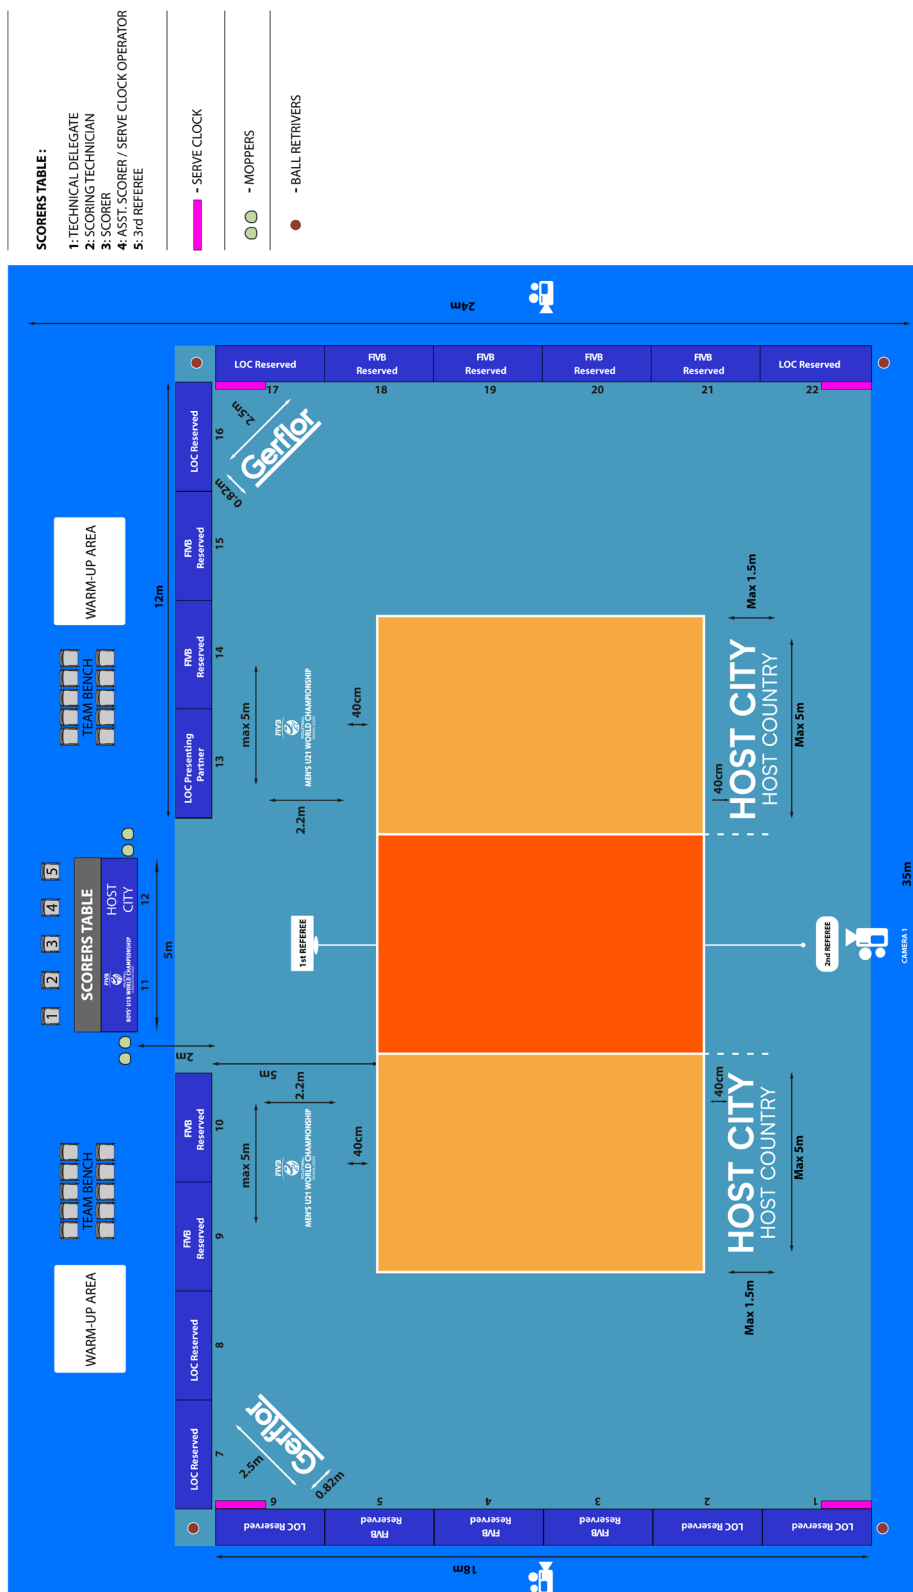 SCORERS TABLE :
1: TECHNICAL DELEGATE
2: SCORING TECHNICIAN
3: SCORER
4: ASST. SCORER / SERVE CLOCK OPERATOR
5: 3rd REFEREE
- SERVE CLOCK
- MOPPERS
- BALL RETRIVERS
WARM-UP AREA
TEAM BENCH
1
2
3
4
5
TEAM BENCH
WARM-UP AREA
SCORERS TABLE
FIVB
BOYS' U19 WORLD CHAMPIONSHIP
HOST
CITY
11
12
5m
12m
2m
24m
LOC Reserved
7
LOC Reserved
8
FIVB
Reserved
9
FIVB
Reserved
10
LOC Presenting
Partner
13
FIVB
Reserved
14
FIVB
Reserved
15
LOC Reserved
16
LOC Reserved
17
FIVB
Reserved
18
FIVB
Reserved
19
FIVB
Reserved
20
FIVB
Reserved
21
LOC Reserved
22
LOC Reserved
6
FIVB
Reserved
5
FIVB
Reserved
4
FIVB
Reserved
3
LOC Reserved
2
LOC Reserved
1
18m
Gerflor
2.5m
0.82m
Gerflor
2.5m
0.82m
max 5m
FIVB
MEN'S U21 WORLD CHAMPIONSHIP
2.2m
40cm
5m
max 5m
FIVB
MEN'S U21 WORLD CHAMPIONSHIP
2.2m
40cm
1st REFEREE
2nd REFEREE
40cm
HOST CITY
HOST COUNTRY
Max 1.5m
Max 5m
40cm
HOST CITY
HOST COUNTRY
Max 1.5m
Max 5m
CAMERA 1
35m